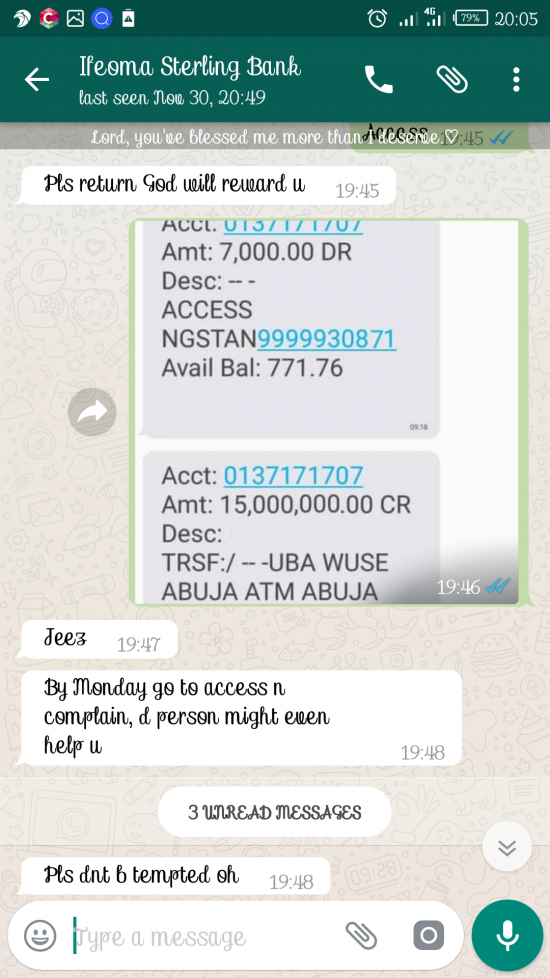 4G
79%
20:05
Ifeoma Sterling Bank
last seen Nov 30, 20:49
Lord, you've blessed me more than I deserve♡
Access 19:45
Pls return God will reward u 19:45
Acct: 0137171707
Amt: 7,000.00 DR
Desc: -- -
ACCESS
NGSTAN9999930871
Avail Bal: 771.76
09:18
Acct: 0137171707
Amt: 15,000,000.00 CR
Desc:
TRSF:/ -- -UBA WUSE
ABUJA ATM ABUJA
19:46
Jeez 19:47
By Monday go to access n
complain, d person might even
help u
19:48
3 UNREAD MESSAGES
Pls dnt b tempted oh 19:48
Type a message